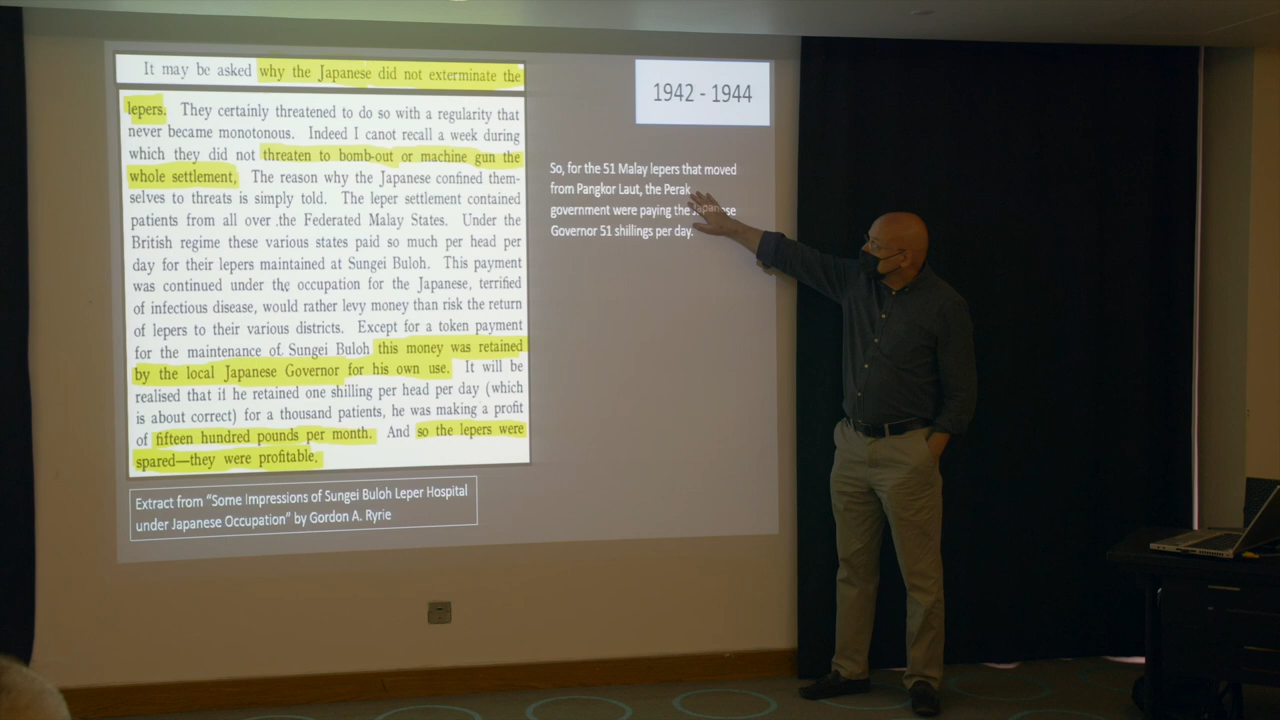 It may be asked why the Japanese did not exterminate the
lepers. They certainly threatened to do so with a regularity that
never became monotonous. Indeed I canot recall a week during
which they did not threaten to bomb-out or machine gun the
whole settlement, The reason why the Japanese confined them-
selves to threats is simply told. The leper settlement contained
patients from all over .the Federated Malay States. Under the
British regime these various states paid so much per head per
day for their lepers maintained at Sungei Buloh. This payment
was continued under the occupation for the Japanese, terrified
of infectious disease, would rather levy money than risk the return
of lepers to their various districts. Except for a token payment
for the maintenance of Sungei Buloh this money was retained
by the local Japanese Governor for his own use. It will be
realised that if he retained one shilling per head per day (which
is about correct) for a thousand patients, he was making a profit
of fifteen hundred pounds per month. And so the lepers were
spared—they were profitable.
Extract from “Some Impressions of Sungei Buloh Leper Hospital
under Japanese Occupation” by Gordon A. Ryrie
1942 - 1944
So, for the 51 Malay lepers that moved
from Pangkor Laut, the Perak
government were paying the Japanese
Governor 51 shillings per day.